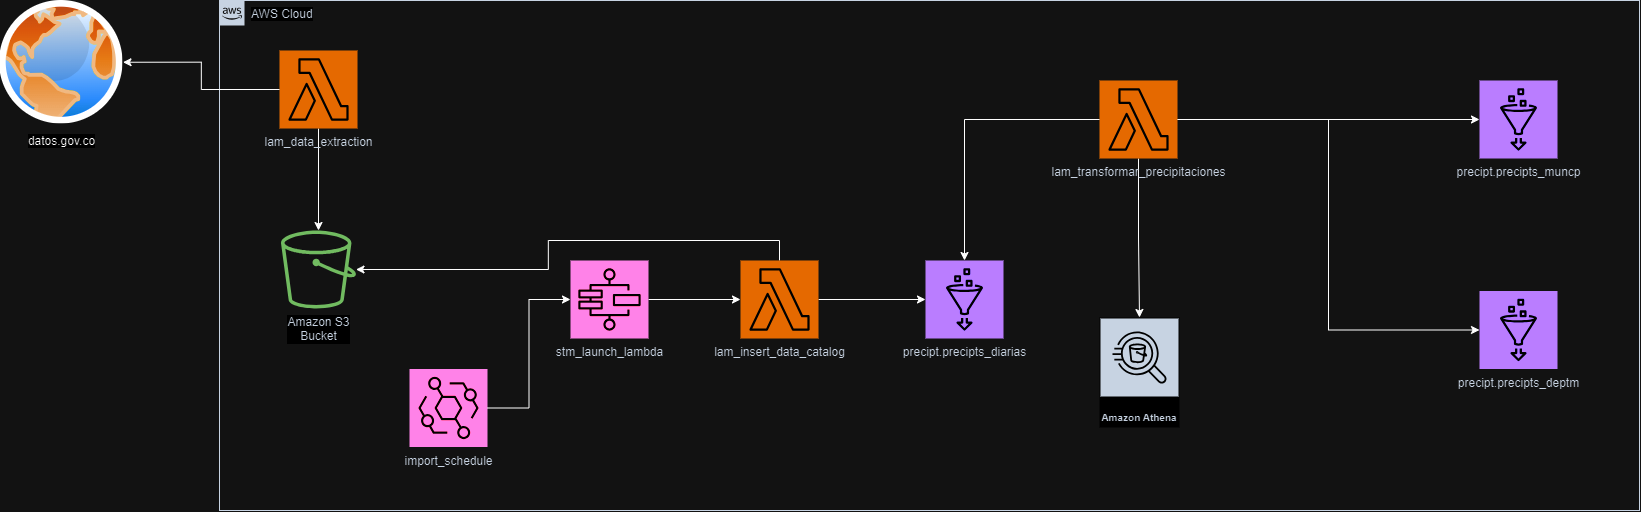 aws
AWS Cloud
datos.gov.co
lam_data_extraction
lam_transformar_precipitaciones
precipt.precipts_muncp
Amazon S3
Bucket
stm_launch_lambda
lam_insert_data_catalog
precipt.precipts_diarias
precipt.precipts_deptm
Amazon Athena
import_schedule